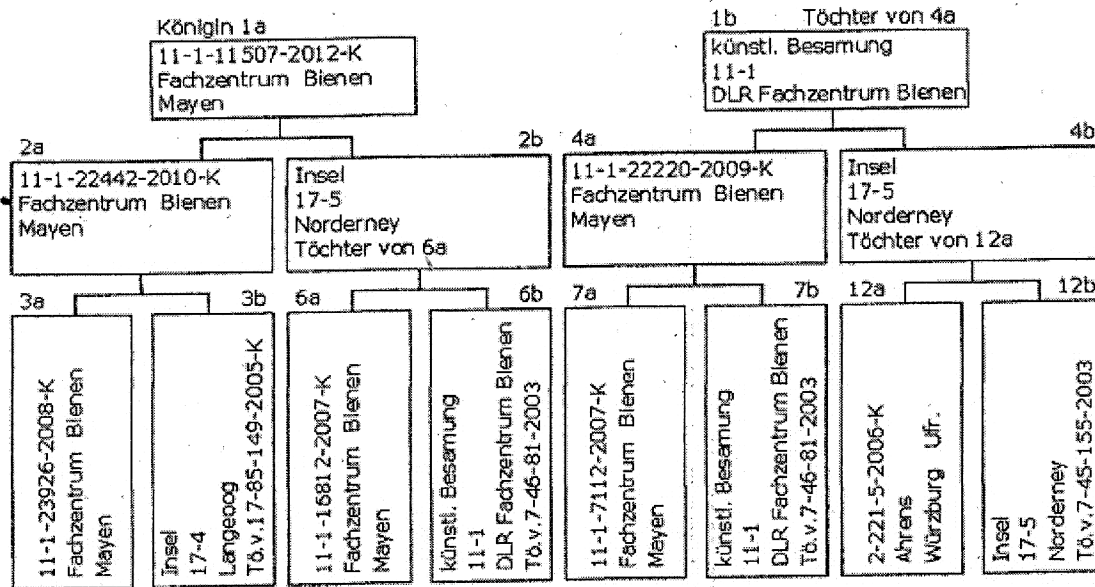 Königin 1a
11-1-11507-2012-K
Fachzentrum Bienen
Mayen
1b Töchter von 4a
künstl. Besamung
11-1
DLR Fachzentrum Bienen
2a
11-1-22442-2010-K
Fachzentrum Bienen
Mayen
2b
Insel
17-5
Norderney
Töchter von 6a
4a
11-1-22220-2009-K
Fachzentrum Bienen
Mayen
4b
Insel
17-5
Norderney
Töchter von 12a
3a
11-1-23926-2008-K
Fachzentrum Bienen
Mayen
3b
Insel
17-4
Langeoog
Tö.v.17-85-149-2005-K
6a
11-1-16812-2007-K
Fachzentrum Bienen
Mayen
6b
künstl. Besamung
11-1
DLR Fachzentrum Bienen
Tö.v.7-46-81-2003
7a
11-1-7112-2007-K
Fachzentrum Bienen
Mayen
7b
künstl. Besamung
11-1
DLR Fachzentrum Bienen
Tö.v.7-46-81-2003
12a
2-221-5-2006-K
Ahrens
Würzburg Ufr.
12b
Insel
17-5
Norderney
Tö.v.7-45-155-2003